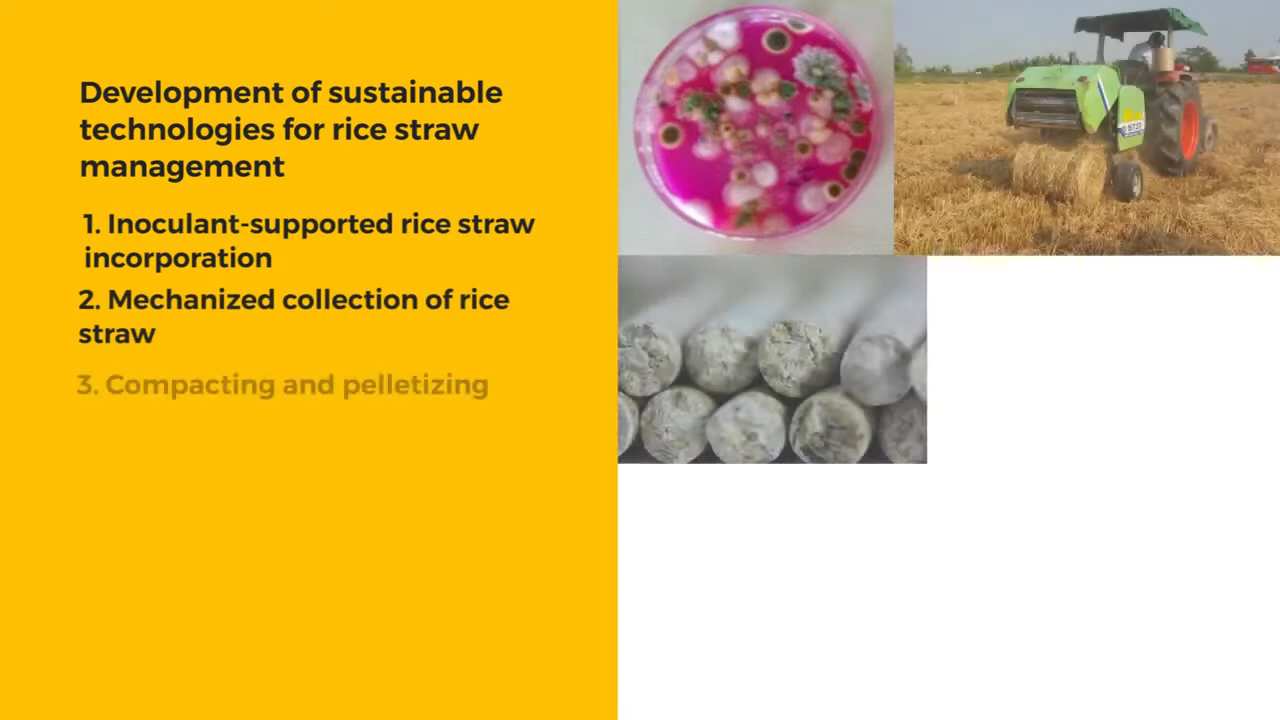 Development of sustainable
technologies for rice straw
management
1. Inoculant-supported rice straw
incorporation
2. Mechanized collection of rice
straw
3. Compacting and pelletizing